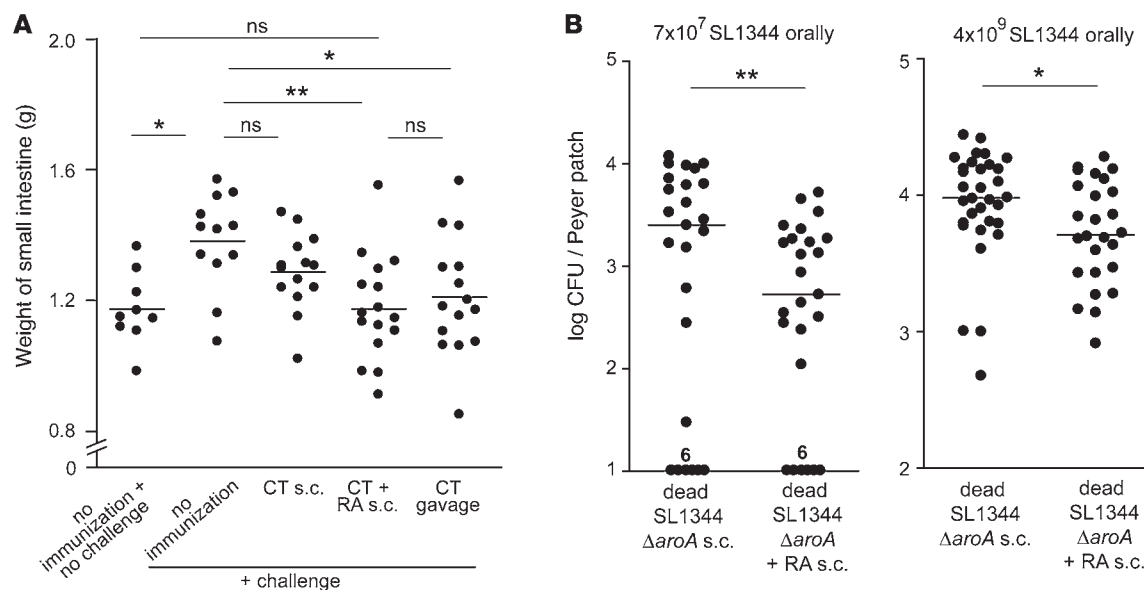 A
ns
*
**
*
ns
ns
Weight of small intestine (g)
2.0
1.6
1.2
0.8
0
no immunization + no challenge
no immunization
CT s.c.
CT + RA s.c.
CT gavage
+ challenge
B
7x10⁷ SL1344 orally
**
log CFU / Peyer patch
5
4
3
2
1
6
6
dead
SL1344
ΔaroA s.c.
dead
SL1344
ΔaroA
+ RA s.c.
4x10⁹ SL1344 orally
*
5
4
3
2
dead
SL1344
ΔaroA s.c.
dead
SL1344
ΔaroA
+ RA s.c.